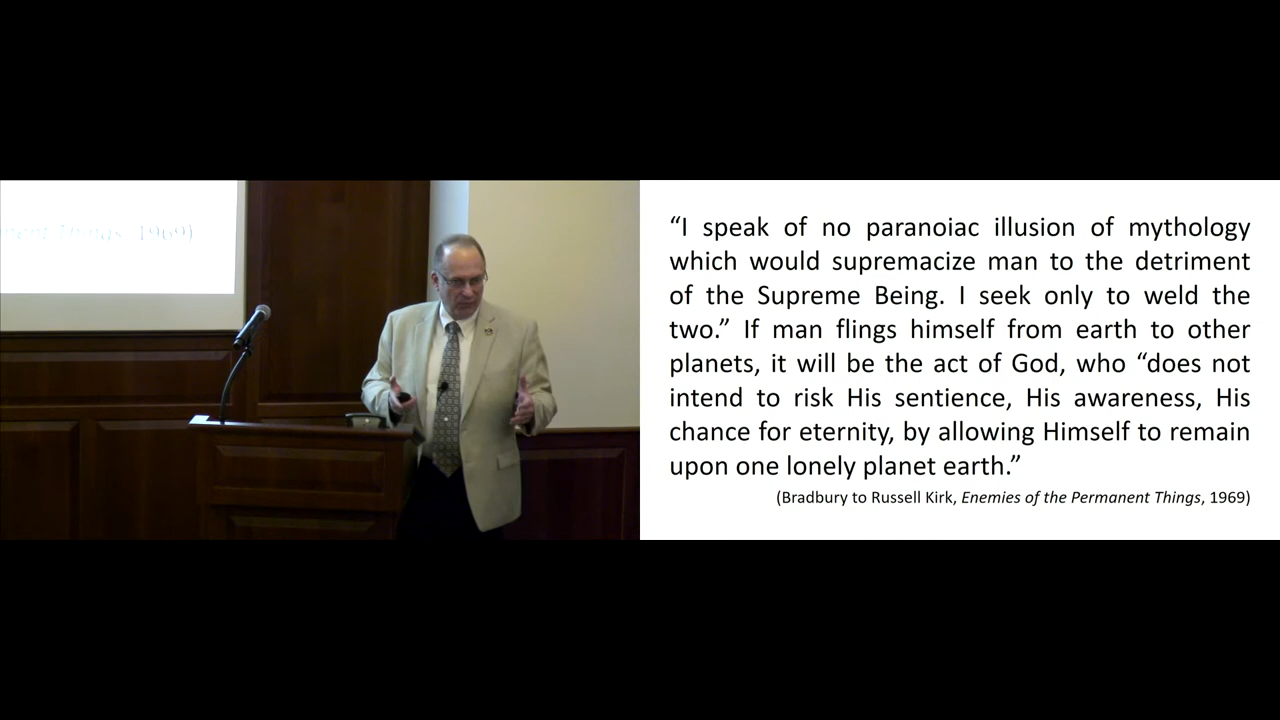 ment Things, 1969)
“I speak of no paranoiac illusion of mythology
which would supremacize man to the detriment
of the Supreme Being. I seek only to weld the
two.” If man flings himself from earth to other
planets, it will be the act of God, who “does not
intend to risk His sentience, His awareness, His
chance for eternity, by allowing Himself to remain
upon one lonely planet earth.”
(Bradbury to Russell Kirk, Enemies of the Permanent Things, 1969)